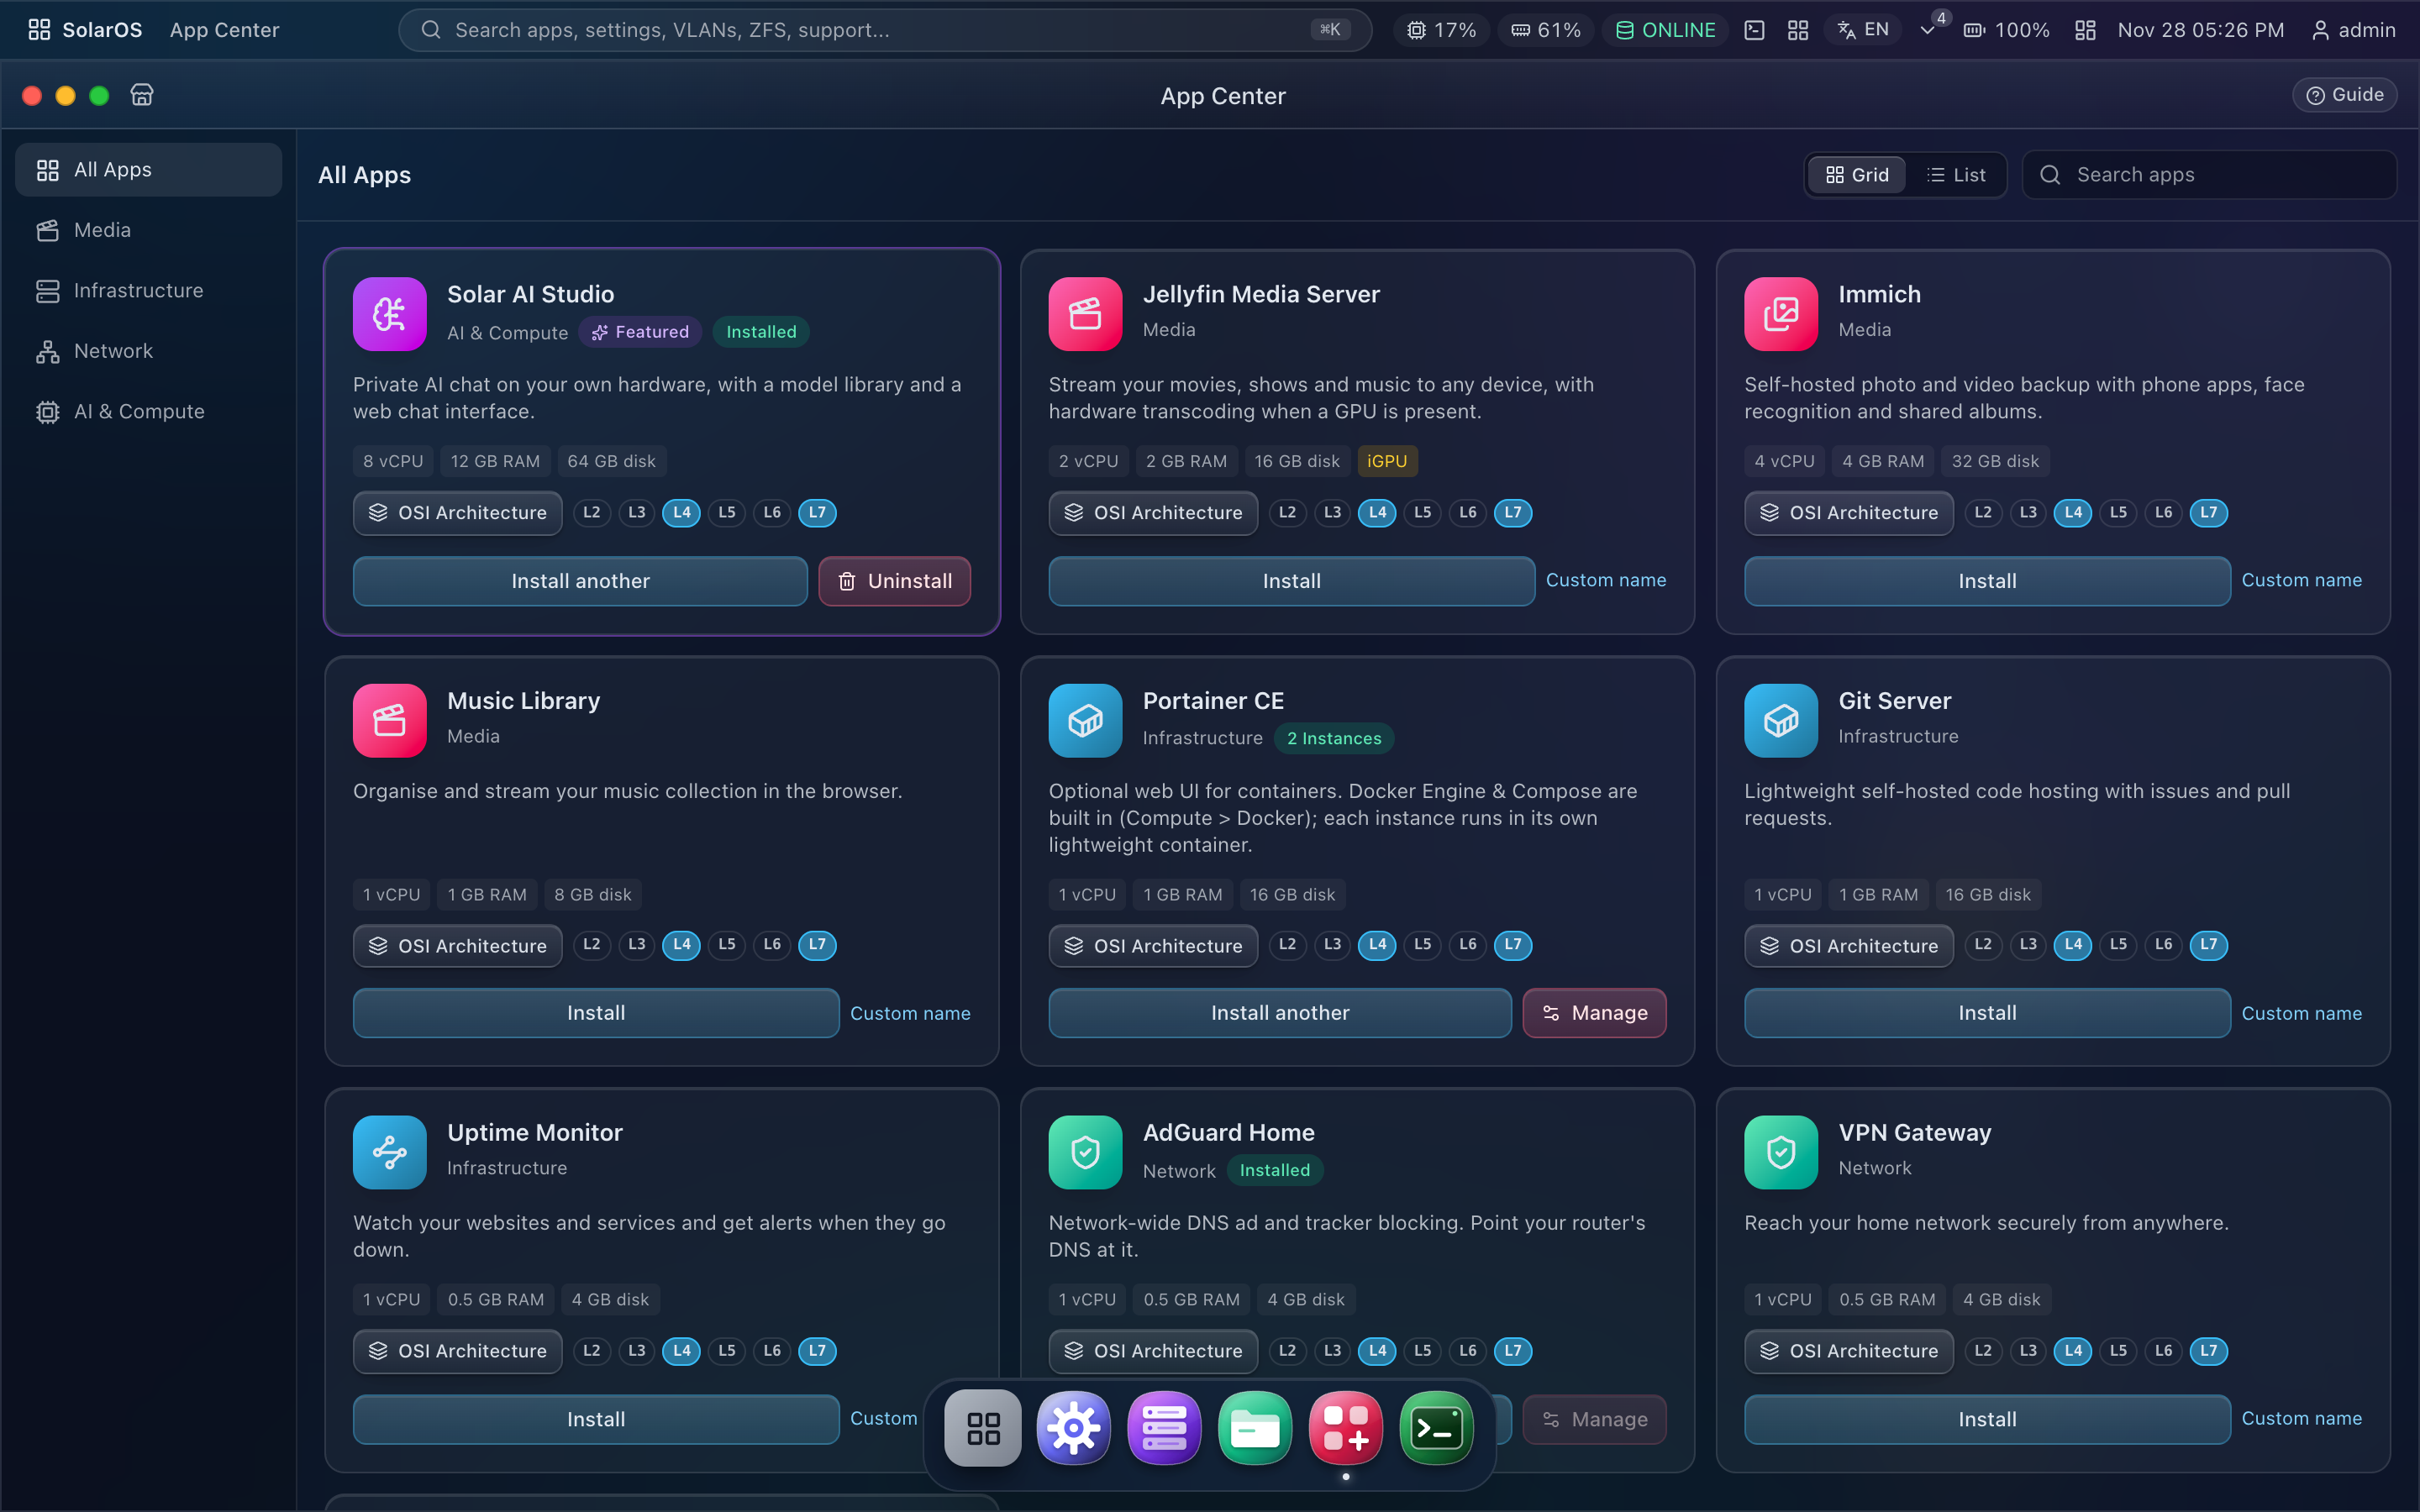 SolarOS App Center Search apps, settings, VLANs, ZFS, support... ⌘K 17% 61% ONLINE EN 4 100% Nov 28 05:26 PM admin
App Center Guide
All Apps
Media
Infrastructure
Network
AI & Compute
All Apps Grid List Search apps
Solar AI Studio
AI & Compute Featured Installed
Private AI chat on your own hardware, with a model library and a
web chat interface.
8 vCPU 12 GB RAM 64 GB disk
OSI Architecture L2 L3 L4 L5 L6 L7
Install another Uninstall
Jellyfin Media Server
Media
Stream your movies, shows and music to any device, with
hardware transcoding when a GPU is present.
2 vCPU 2 GB RAM 16 GB disk iGPU
OSI Architecture L2 L3 L4 L5 L6 L7
Install Custom name
Immich
Media
Self-hosted photo and video backup with phone apps, face
recognition and shared albums.
4 vCPU 4 GB RAM 32 GB disk
OSI Architecture L2 L3 L4 L5 L6 L7
Install Custom name
Music Library
Media
Organise and stream your music collection in the browser.
1 vCPU 1 GB RAM 8 GB disk
OSI Architecture L2 L3 L4 L5 L6 L7
Install Custom name
Portainer CE
Infrastructure 2 Instances
Optional web UI for containers. Docker Engine & Compose are
built in (Compute > Docker); each instance runs in its own
lightweight container.
1 vCPU 1 GB RAM 16 GB disk
OSI Architecture L2 L3 L4 L5 L6 L7
Install another Manage
Git Server
Infrastructure
Lightweight self-hosted code hosting with issues and pull
requests.
1 vCPU 1 GB RAM 16 GB disk
OSI Architecture L2 L3 L4 L5 L6 L7
Install Custom name
Uptime Monitor
Infrastructure
Watch your websites and services and get alerts when they go
down.
1 vCPU 0.5 GB RAM 4 GB disk
OSI Architecture L2 L3 L4 L5 L6 L7
Install Custom
AdGuard Home
Network Installed
Network-wide DNS ad and tracker blocking. Point your router's
DNS at it.
1 vCPU 0.5 GB RAM 4 GB disk
OSI Architecture L2 L3 L4 L5 L6 L7
Manage
VPN Gateway
Network
Reach your home network securely from anywhere.
1 vCPU 0.5 GB RAM 4 GB disk
OSI Architecture L2 L3 L4 L5 L6 L7
Install Custom name